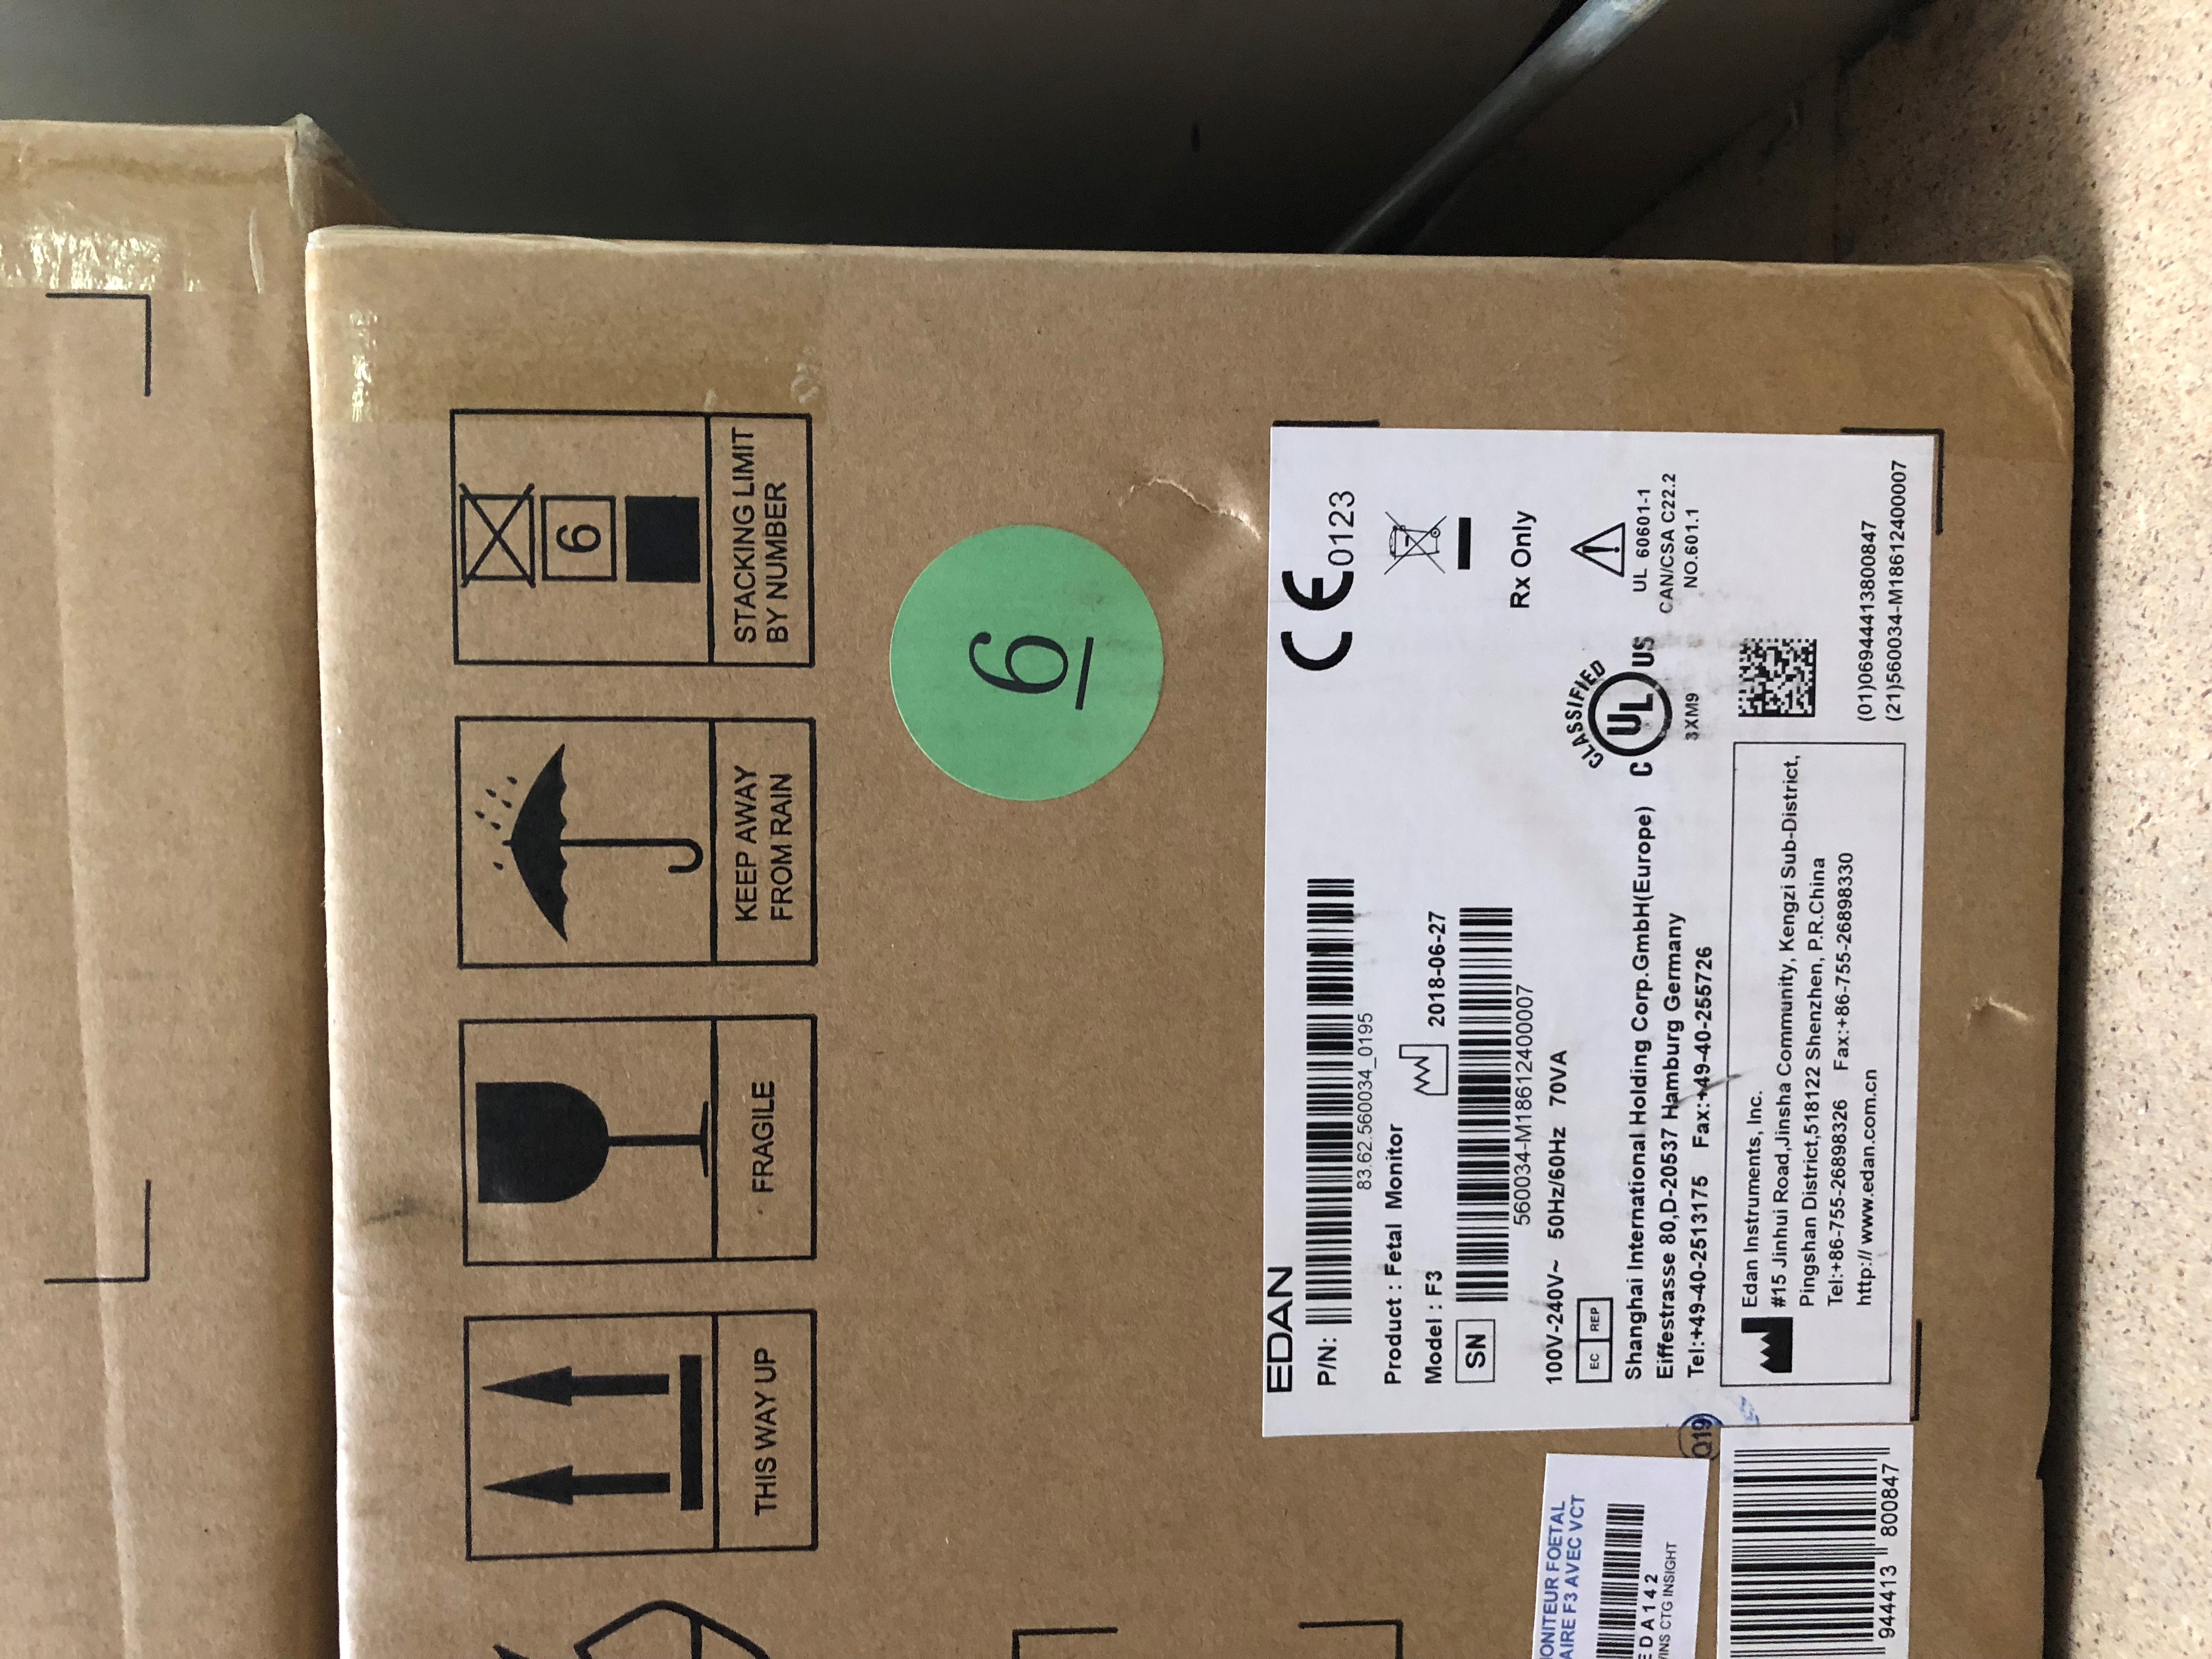 THIS WAY UP
FRAGILE
KEEP AWAY
FROM RAIN
6
STACKING LIMIT
BY NUMBER
6
EDAN
P/N:
83.62.560034_0195
CE0123
Product : Fetal Monitor
Model : F3
2018-06-27
SN
560034-M18612400007
Rx Only
100V-240V~ 50Hz/60Hz 70VA
EC REP
Shanghai International Holding Corp.GmbH(Europe)
Eiffestrasse 80,D-20537 Hamburg Germany
Tel:+49-40-2513175 Fax:+49-40-255726
CLASSIFIED
C UL US
3XM9
UL 60601-1
CAN/CSA C22.2
NO.601.1
Edan Instruments, Inc.
#15 Jinhui Road,Jinsha Community, Kengzi Sub-District,
Pingshan District,518122 Shenzhen, P.R.China
Tel:+86-755-26898326 Fax:+86-755-26898330
http:// www.edan.com.cn
(01)06944413800847
(21)560034-M18612400007
Q19
ONITEUR FOETAL
AIRE F3 AVEC VCT
EDA142
INS CTG INSIGHT
944413 800847